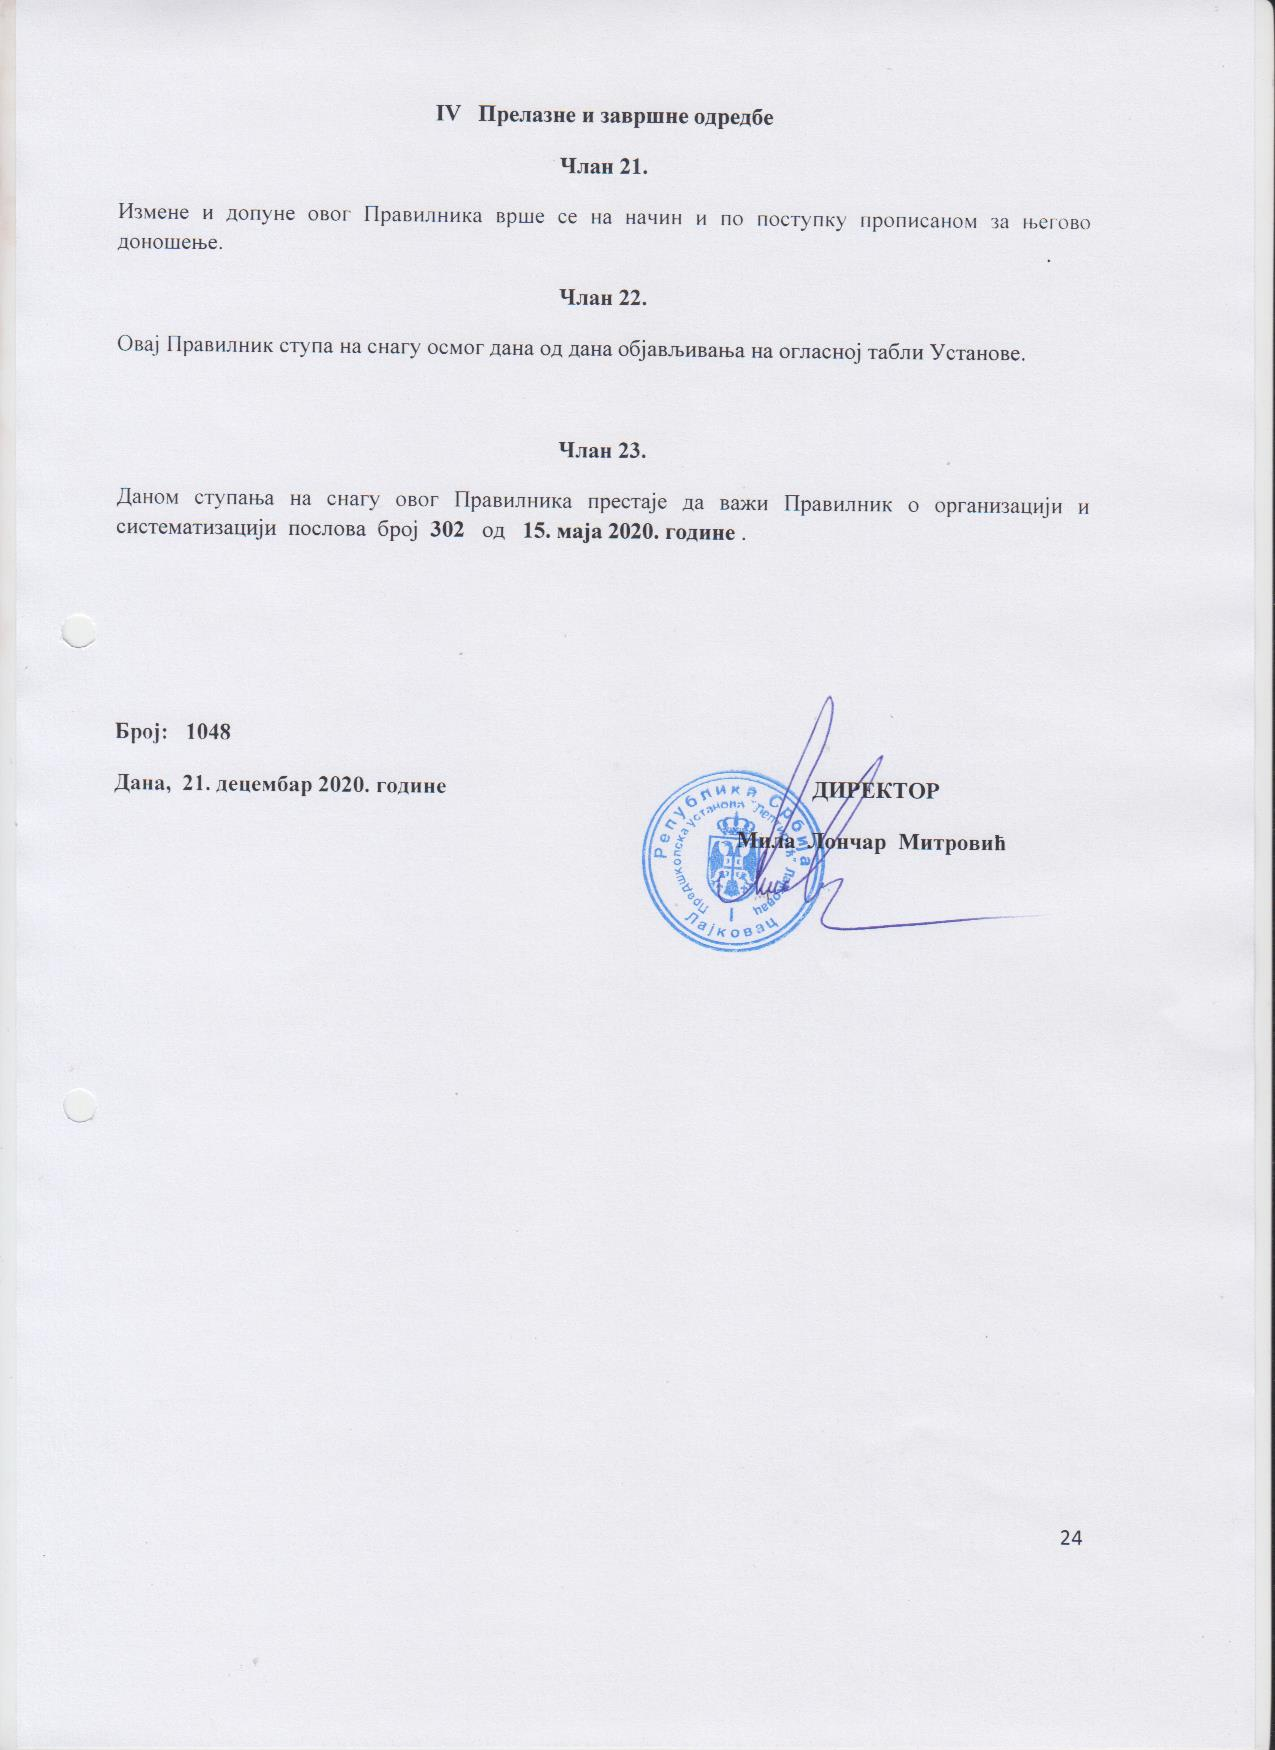 IV Прелазне и завршне одредбе
Члан 21.
Измене и допуне овог Правилника врше се на начин и по поступку прописаном за његово
доношење.
Члан 22.
Овај Правилник ступа на снагу осмог дана од дана објављивања на огласној табли Установе.
Члан 23.
Даном ступања на снагу овог Правилника престаје да важи Правилник о организацији и
систематизацији послова број 302 од 15. маја 2020. године .
Број: 1048
Дана, 21. децембар 2020. године
ДИРЕКТОР
Мила Лончар Митровић
Република Србија
Предшколска установа Лајковац
I
Лајковац
24